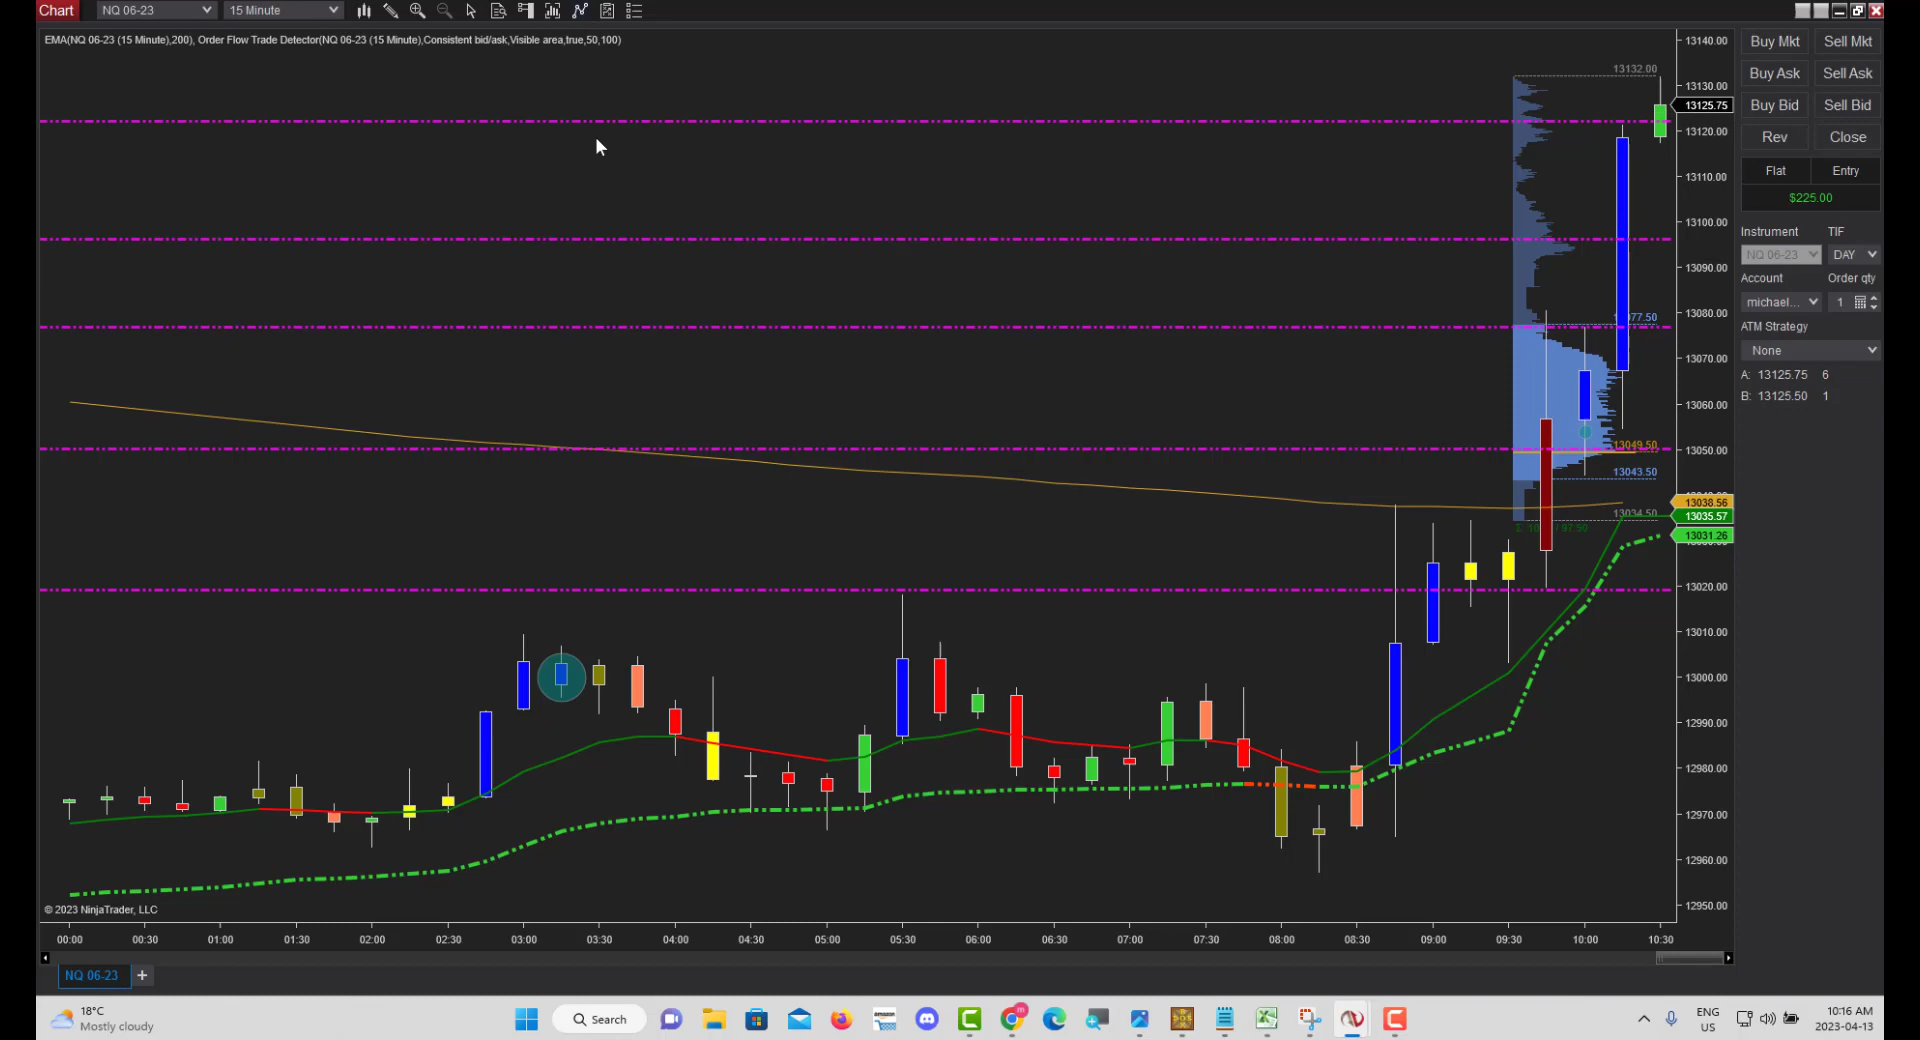 Chart NQ 06-23 15 Minute
EMA(NQ 06-23 (15 Minute),200), Order Flow Trade Detector(NQ 06-23 (15 Minute),Consistent bid/ask,Visible area,true,50,100)
13140.00
13130.00
13120.00
13110.00
13100.00
13090.00
13080.00
13070.00
13060.00
13050.00
13020.00
13010.00
13000.00
12990.00
12980.00
12970.00
12960.00
12950.00
13132.00
13125.75
77.50
13049.50
13043.50
13034.50
97.50
13038.56
13035.57
13031.26
© 2023 NinjaTrader, LLC
00:00 00:30 01:00 01:30 02:00 02:30 03:00 03:30 04:00 04:30 05:00 05:30 06:00 06:30 07:00 07:30 08:00 08:30 09:00 09:30 10:00 10:30
NQ 06-23 +
Buy Mkt Sell Mkt
Buy Ask Sell Ask
Buy Bid Sell Bid
Rev Close
Flat Entry
$225.00
Instrument TIF
NQ 06-23 DAY
Account Order qty
michael... 1
ATM Strategy
None
A: 13125.75 6
B: 13125.50 1
18°C
Mostly cloudy
Search
ENG
US
10:16 AM
2023-04-13